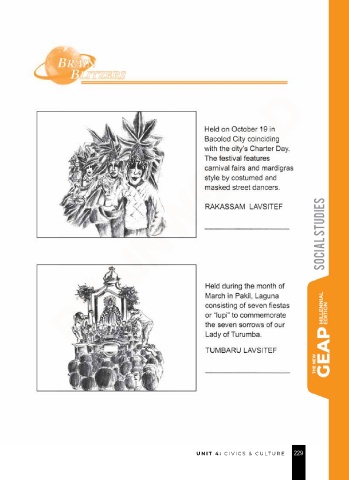 BRAIN
BLITZERS
Held on October 19 in
Bacolod City coinciding
with the city's Charter Day.
The festival features
carnival fairs and mardigras
style by costumed and
masked street dancers.
RAKASSAM LAVSITEF
Held during the month of
March in Pakil, Laguna
consisting of seven fiestas
or "lupi" to commemorate
the seven sorrows of our
Lady of Turumba.
TUMBARU LAVSITEF
SOCIAL STUDIES
THE NEW
GEAP
MILLENNIAL
EDITION
UNIT 4| CIVICS & CULTURE 229